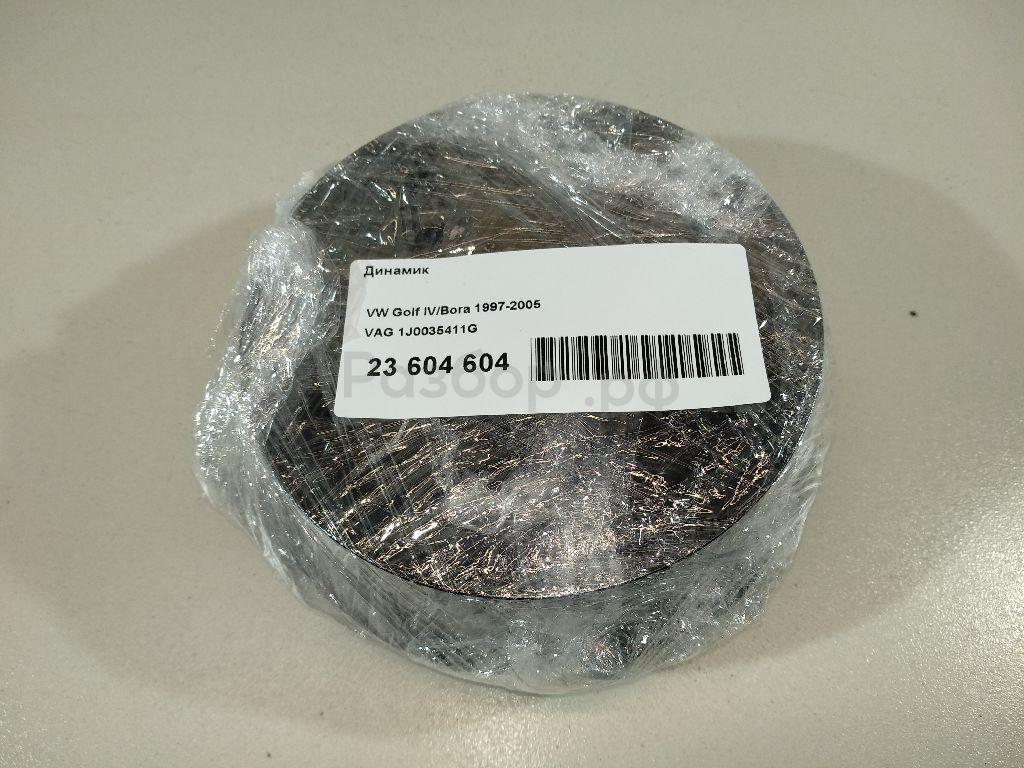 Динамик
VW Golf IV/Bora 1997-2005
VAG 1J0035411G
23 604 604
Разбор.рф